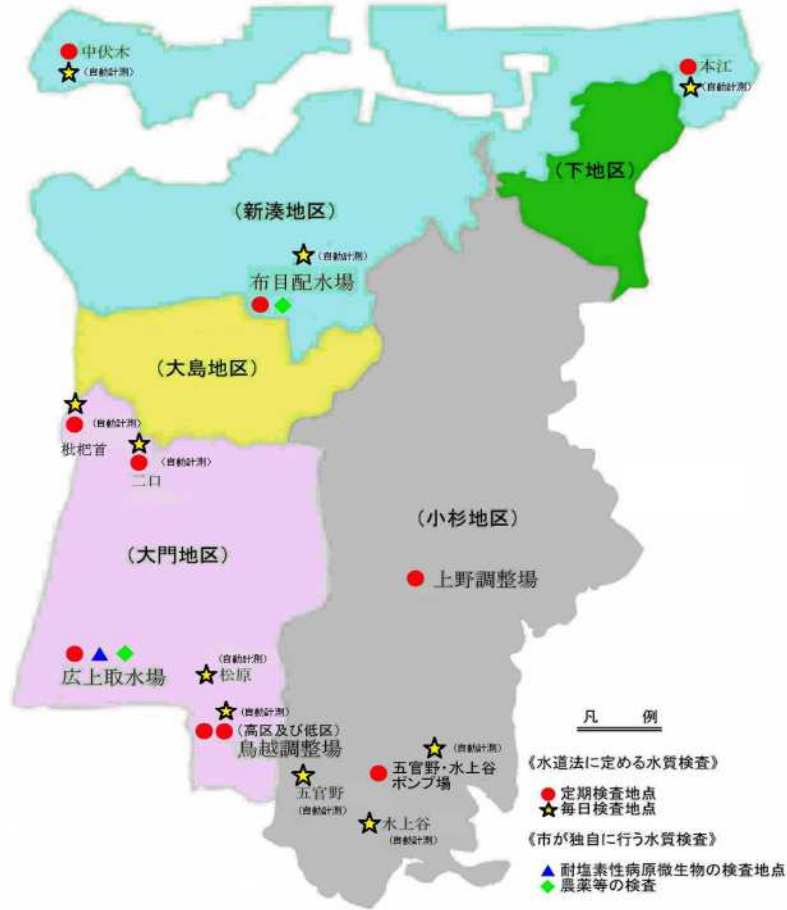 中伏木
(自動計測)
本江
(自動計測)
(下地区)
(新湊地区)
(自動計測)
布目配水場
(大島地区)
(自動計測)
枇杷首
(自動計測)
二口
(小杉地区)
(大門地区)
上野調整場
広上取水場
(自動計測)
松原
(自動計測)
(高区及び低区)
鳥越調整場
(自動計測)
五官野・水上谷
ポンプ場
五官野
(自動計測)
水上谷
(自動計測)
凡 例
《水道法に定める水質検査》
定期検査地点
毎日検査地点
《市が独自に行う水質検査》
耐塩素性病原微生物の検査地点
農薬等の検査